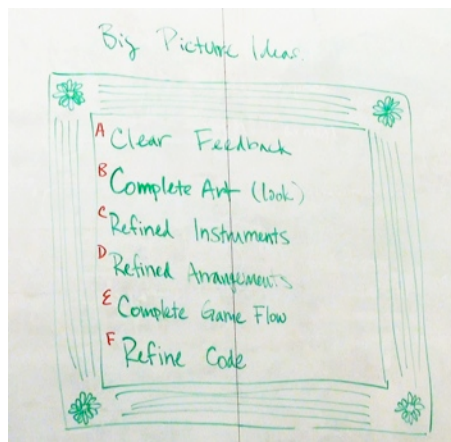 Big Picture Ideas.
A Clear Feedback
B Complete Art (look)
C Refined Instruments
D Refined Arrangements
E Complete Game Flow
F Refine Code